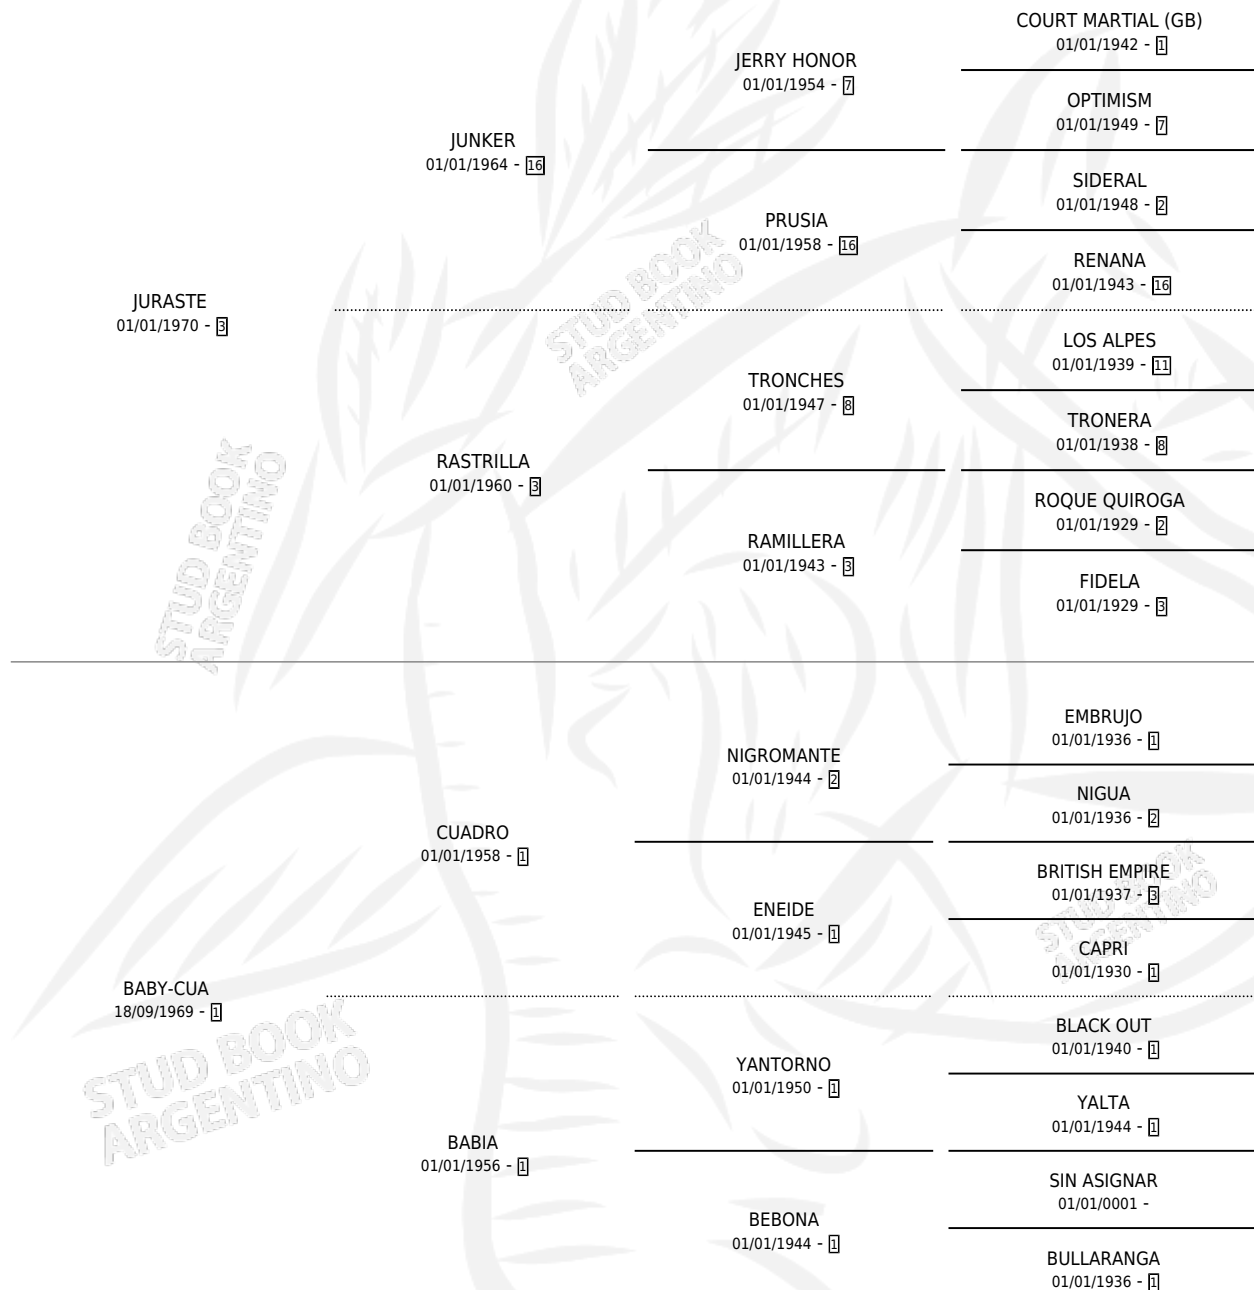 COURT MARTIAL (GB)
01/01/1942 - 1
JERRY HONOR
01/01/1954 - 7
OPTIMISM
01/01/1949 - 7
JUNKER
01/01/1964 - 16
SIDERAL
01/01/1948 - 2
PRUSIA
01/01/1958 - 16
RENANA
01/01/1943 - 16
JURASTE
01/01/1970 - 3
LOS ALPES
01/01/1939 - 11
TRONCHES
01/01/1947 - 8
TRONERA
01/01/1938 - 8
RASTRILLA
01/01/1960 - 3
ROQUE QUIROGA
01/01/1929 - 2
RAMILLERA
01/01/1943 - 3
FIDELA
01/01/1929 - 3
EMBRUJO
01/01/1936 - 1
NIGROMANTE
01/01/1944 - 2
NIGUA
01/01/1936 - 2
CUADRO
01/01/1958 - 1
BRITISH EMPIRE
01/01/1937 - 3
ENEIDE
01/01/1945 - 1
CAPRI
01/01/1930 - 1
BABY-CUA
18/09/1969 - 1
BLACK OUT
01/01/1940 - 1
YANTORNO
01/01/1950 - 1
YALTA
01/01/1944 - 1
BABIA
01/01/1956 - 1
SIN ASIGNAR
01/01/0001 -
BEBONA
01/01/1944 - 1
BULLARANGA
01/01/1936 - 1
STUD BOOK
ARGENTINO
STUD BOOK
ARGENTINO
STUD BOOK
ARGENTINO
STUD BOOK
ARGENTINO